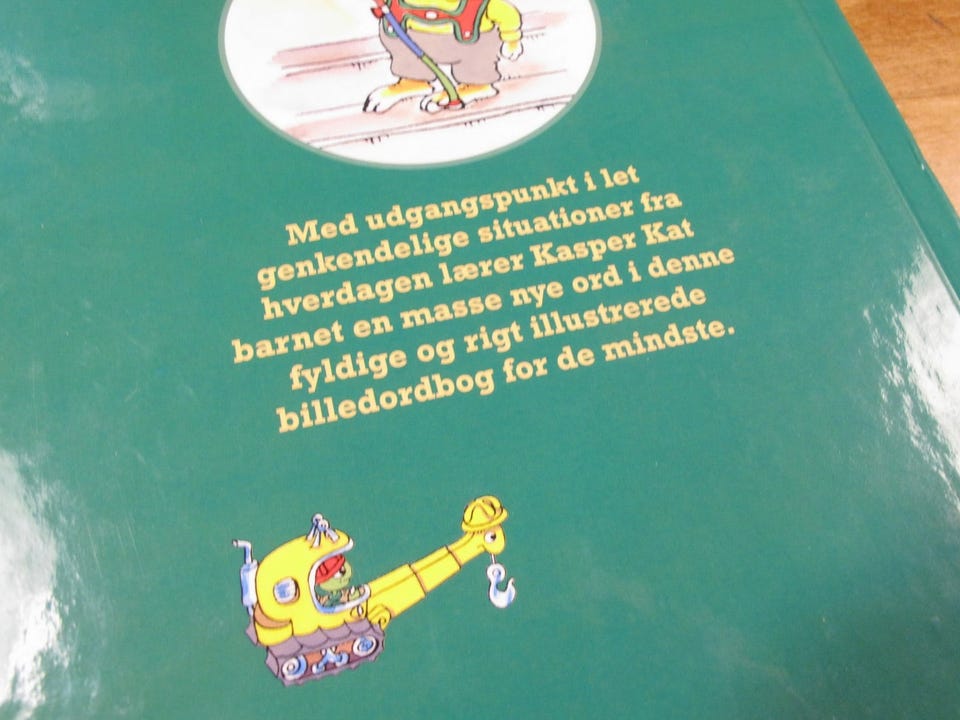 Med udgangspunkt i let
genkendelige situationer fra
hverdagen lærer Kasper Kat
barnet en masse nye ord i denne
fyldige og rigt illustrerede
billedordbog for de mindste.